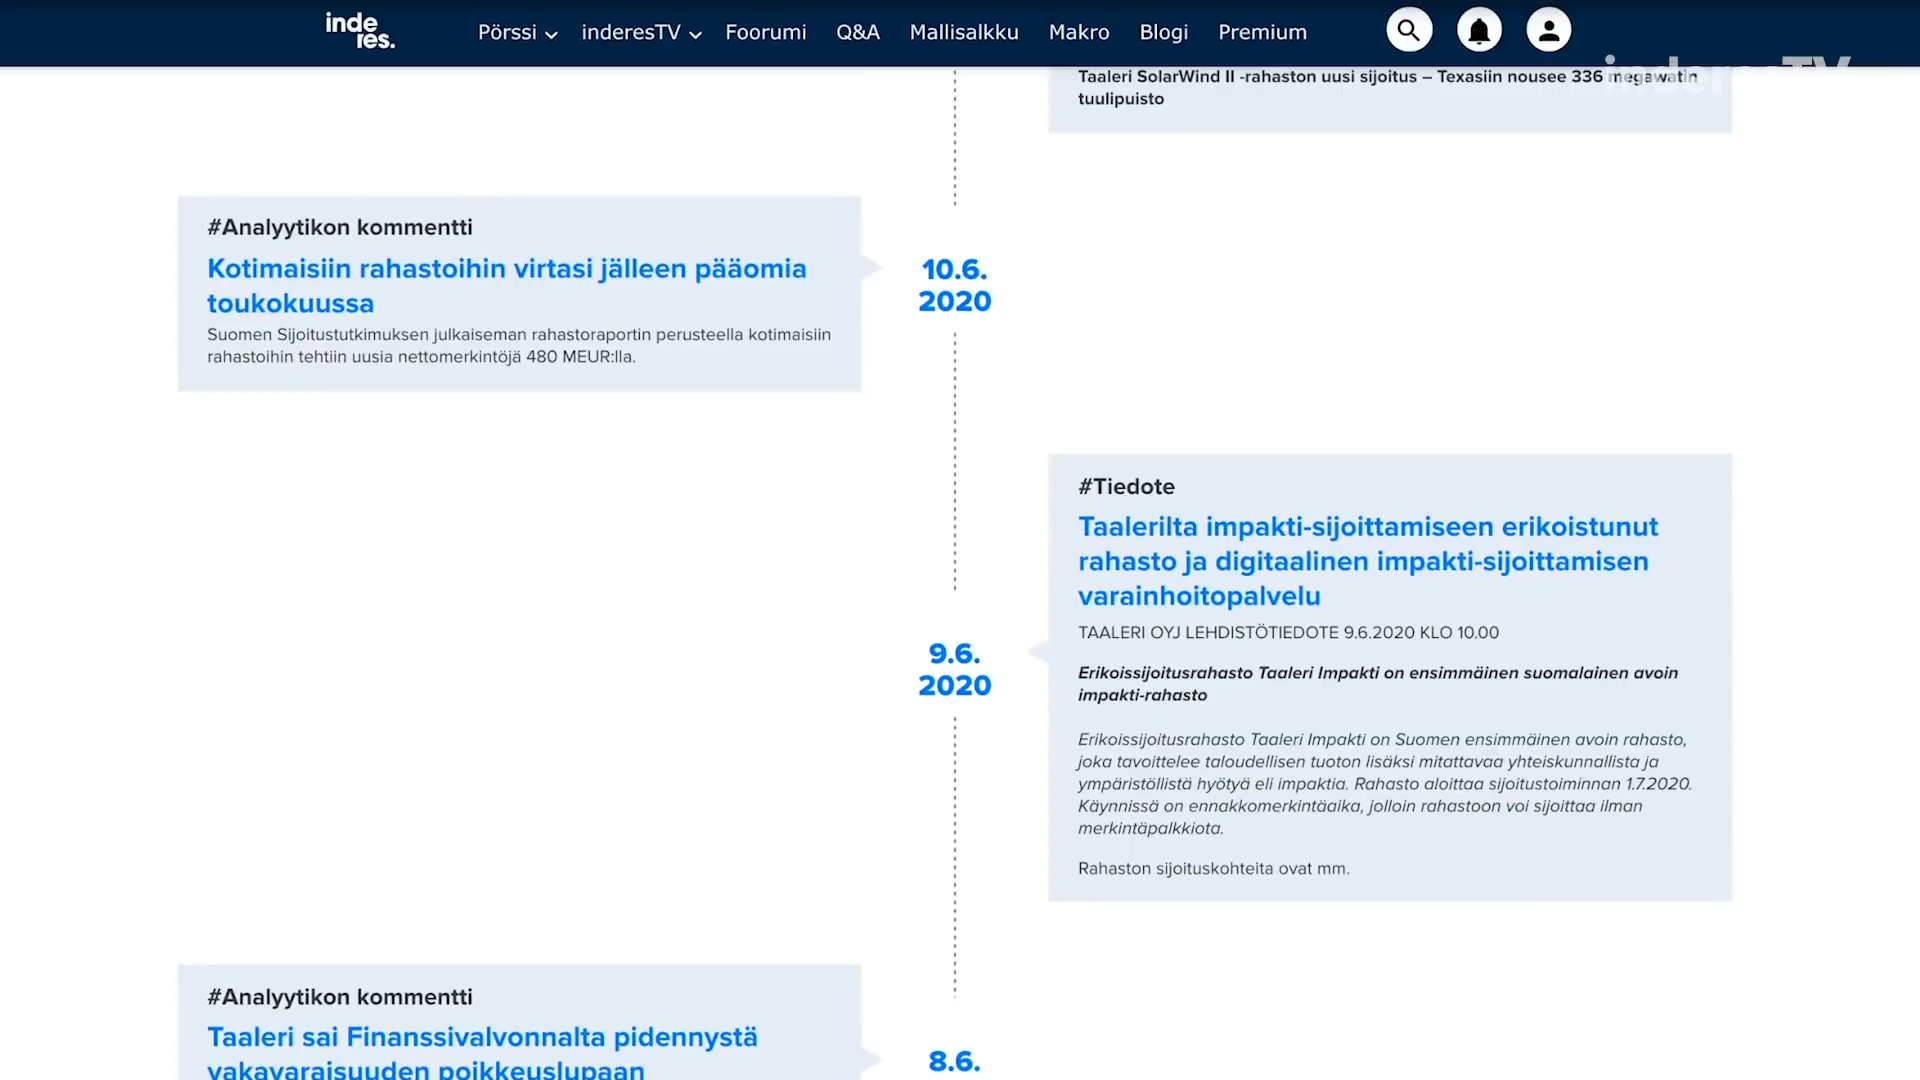 inde
res.
Pörssi
inderesTV
Foorumi
Q&A
Mallisalkku
Makro
Blogi
Premium
inderesTV
Taaleri SolarWind II -rahaston uusi sijoitus – Texasiin nousee 336 megawatin
tuulipuisto
#Analyytikon kommentti
Kotimaisiin rahastoihin virtasi jälleen pääomia
toukokuussa
Suomen Sijoitustutkimuksen julkaiseman rahastoraportin perusteella kotimaisiin
rahastoihin tehtiin uusia nettomerkintöjä 480 MEUR:lla.
10.6.
2020
#Tiedote
Taalerilta impakti-sijoittamiseen erikoistunut
rahasto ja digitaalinen impakti-sijoittamisen
varainhoitopalvelu
TAALERI OYJ LEHDISTÖTIEDOTE 9.6.2020 KLO 10.00
Erikoissijoitusrahasto Taaleri Impakti on ensimmäinen suomalainen avoin
impakti-rahasto
Erikoissijoitusrahasto Taaleri Impakti on Suomen ensimmäinen avoin rahasto,
joka tavoittelee taloudellisen tuoton lisäksi mitattavaa yhteiskunnallista ja
ympäristöllistä hyötyä eli impaktia. Rahasto aloittaa sijoitustoiminnan 1.7.2020.
Käynnissä on ennakkomerkintäaika, jolloin rahastoon voi sijoittaa ilman
merkintäpalkkiota.
Rahaston sijoituskohteita ovat mm.
9.6.
2020
#Analyytikon kommentti
Taaleri sai Finanssivalvonnalta pidennystä
vakavaraisuuden poikkeuslupaan
8.6.